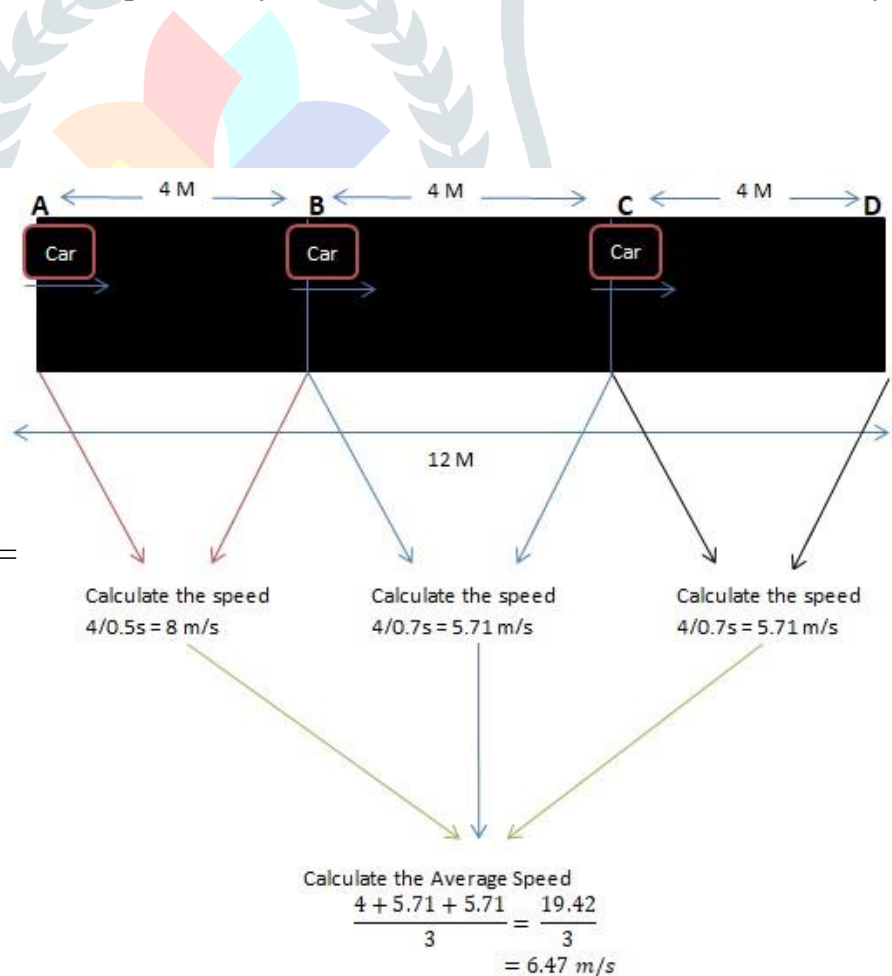 4 M 4 M 4 M
A B C D
Car Car Car
12 M
=
Calculate the speed Calculate the speed Calculate the speed
4/0.5s = 8 m/s 4/0.7s = 5.71 m/s 4/0.7s = 5.71 m/s
Calculate the Average Speed
4 + 5.71 + 5.71 19.42
=
3 3
= 6.47 m/s